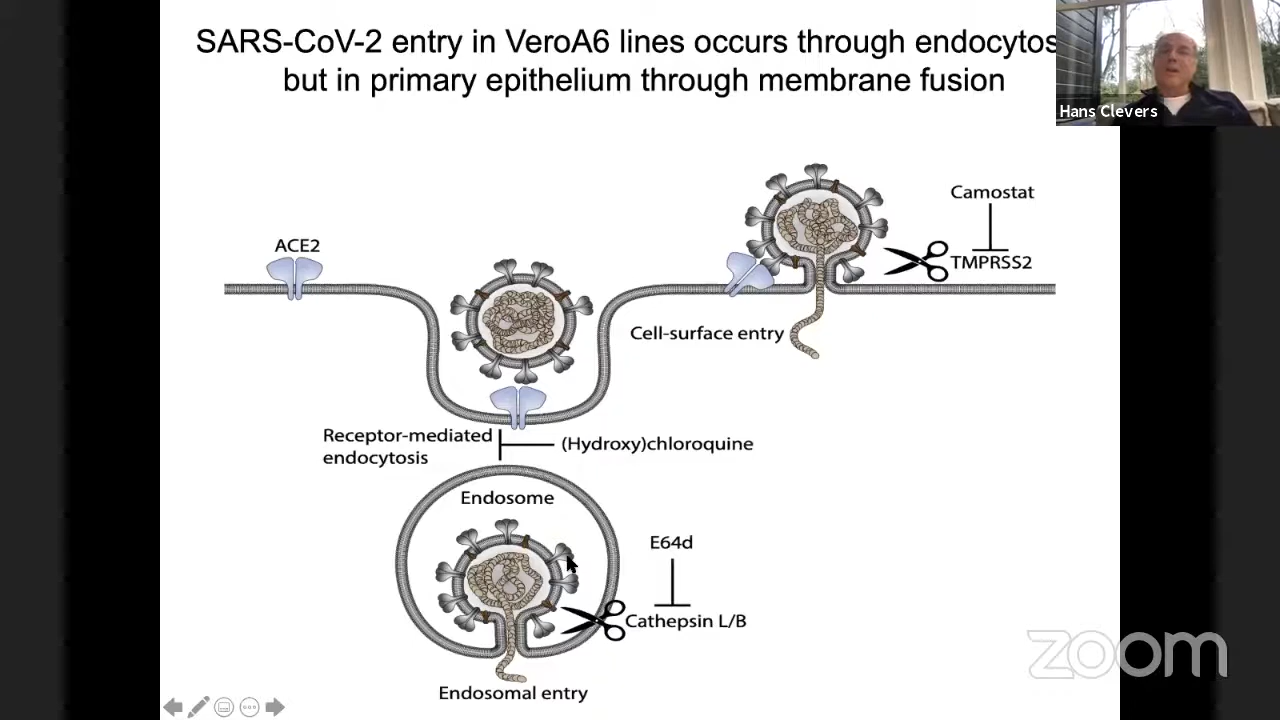 SARS-CoV-2 entry in VeroA6 lines occurs through endocytos
but in primary epithelium through membrane fusion
Hans Clevers
Camostat
ACE2
TMPRSS2
Cell-surface entry
Receptor-mediated
endocytosis
(Hydroxy)chloroquine
Endosome
E64d
Cathepsin L/B
Endosomal entry
zoom